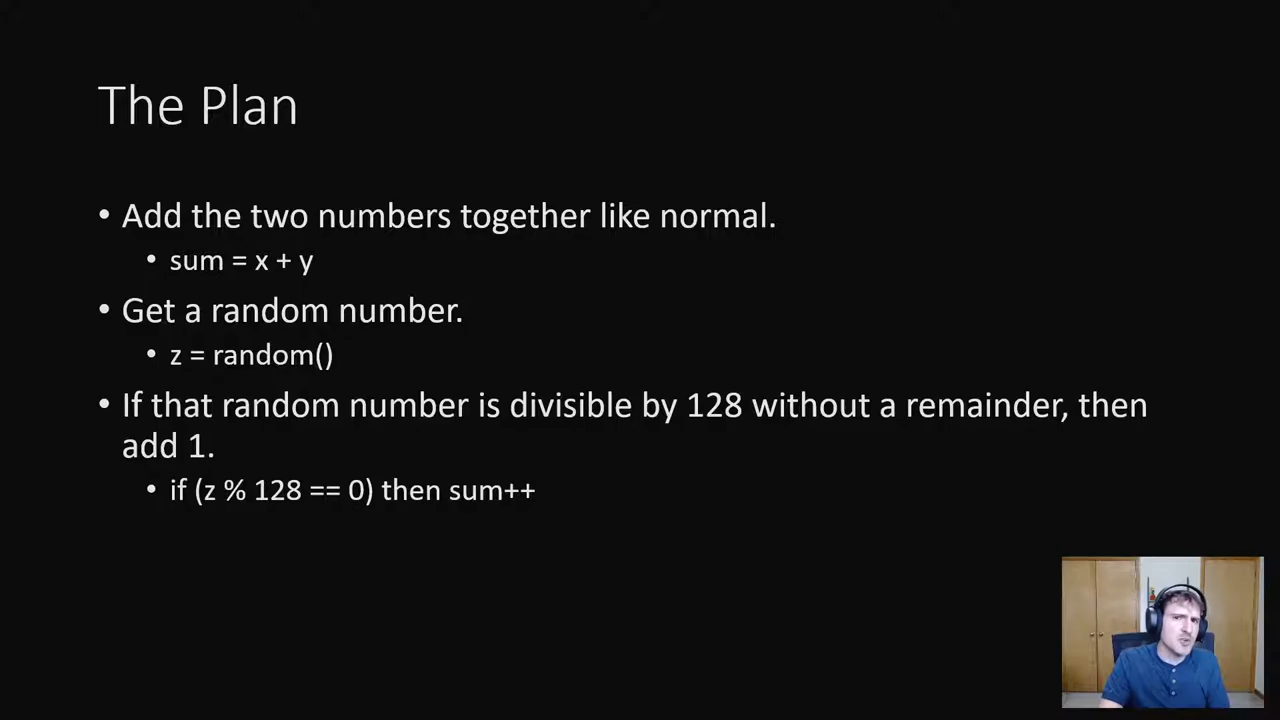 The Plan
• Add the two numbers together like normal.
• sum = x + y
• Get a random number.
• z = random()
• If that random number is divisible by 128 without a remainder, then
add 1.
• if (z % 128 == 0) then sum++